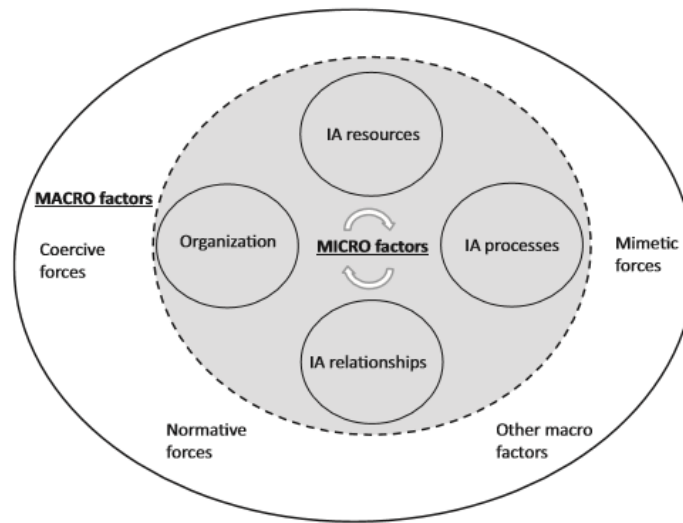 IA resources
MACRO factors
Organization
MICRO factors
IA processes
Coercive
forces
Mimetic
forces
IA relationships
Normative
forces
Other macro
factors